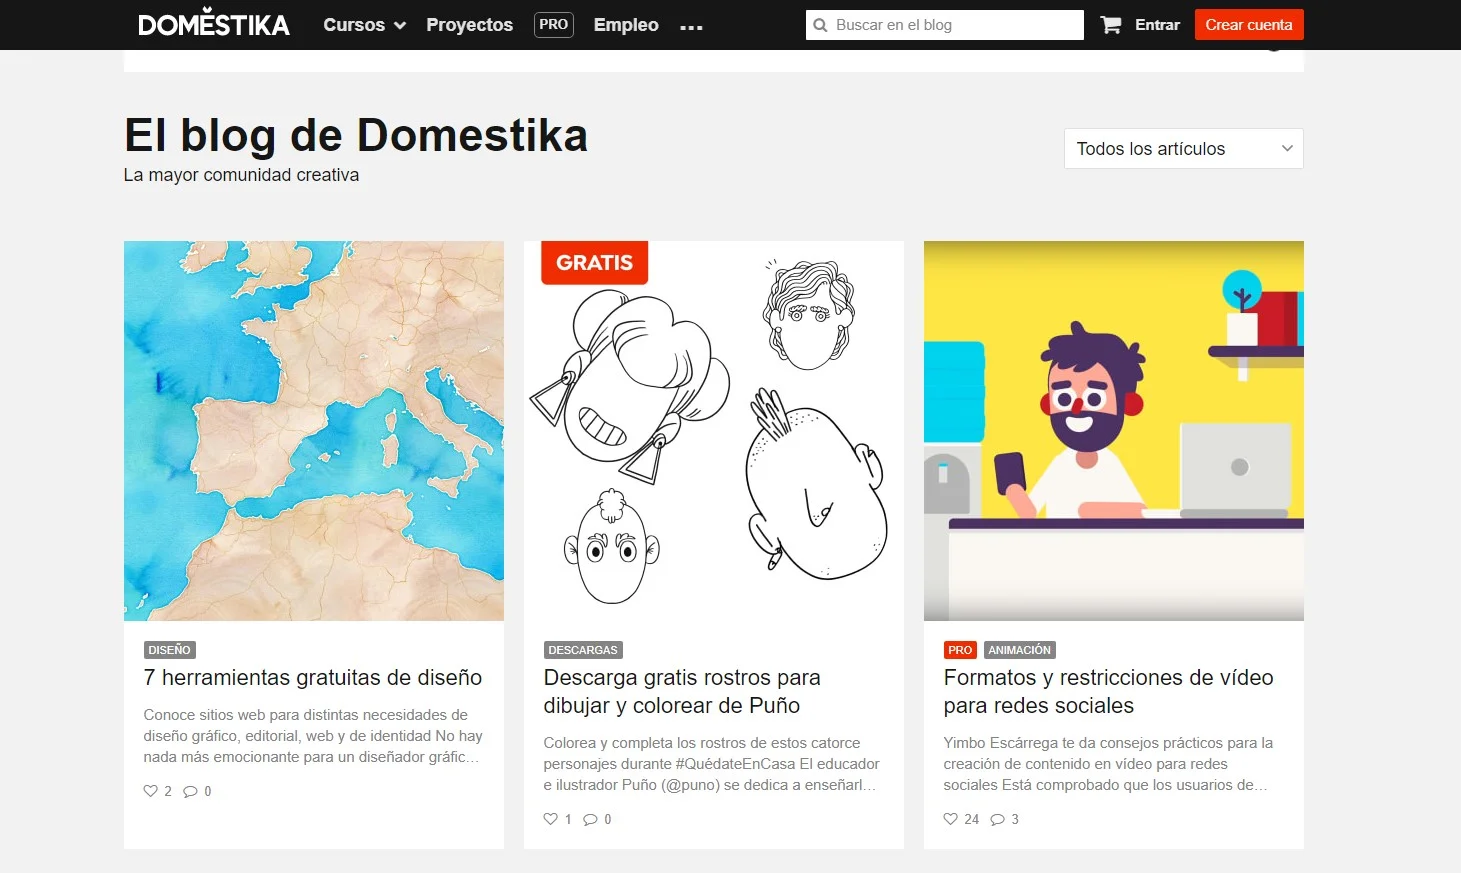 DOMESTIKA Cursos Proyectos PRO Empleo ... Buscar en el blog Entrar Crear cuenta
El blog de Domestika
La mayor comunidad creativa
Todos los artículos
GRATIS
DISEÑO
7 herramientas gratuitas de diseño
Conoce sitios web para distintas necesidades de
diseño gráfico, editorial, web y de identidad No hay
nada más emocionante para un diseñador gráfic...
2 0
DESCARGAS
Descarga gratis rostros para
dibujar y colorear de Puño
Colorea y completa los rostros de estos catorce
personajes durante #QuédateEnCasa El educador
e ilustrador Puño (@puno) se dedica a enseñarl...
1 0
PRO ANIMACIÓN
Formatos y restricciones de vídeo
para redes sociales
Yimbo Escárrega te da consejos prácticos para la
creación de contenido en vídeo para redes
sociales Está comprobado que los usuarios de...
24 3